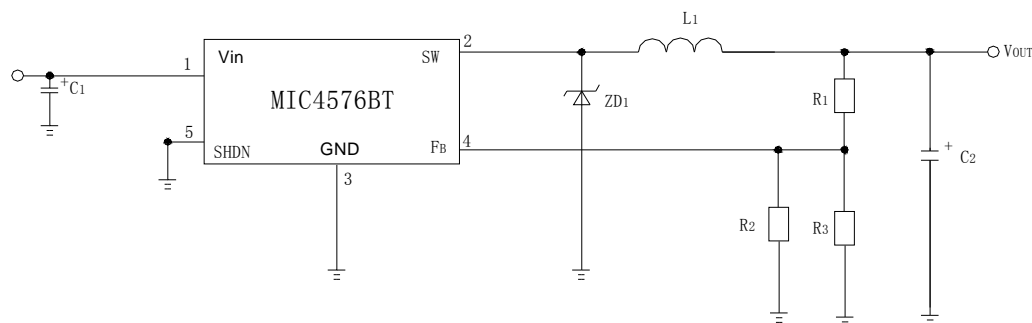 L1
2
VOUT
1
Vin
SW
+
C1
MIC4576BT
ZD1
R1
5
SHDN
GND
FB
4
+
C2
3
R2
R3